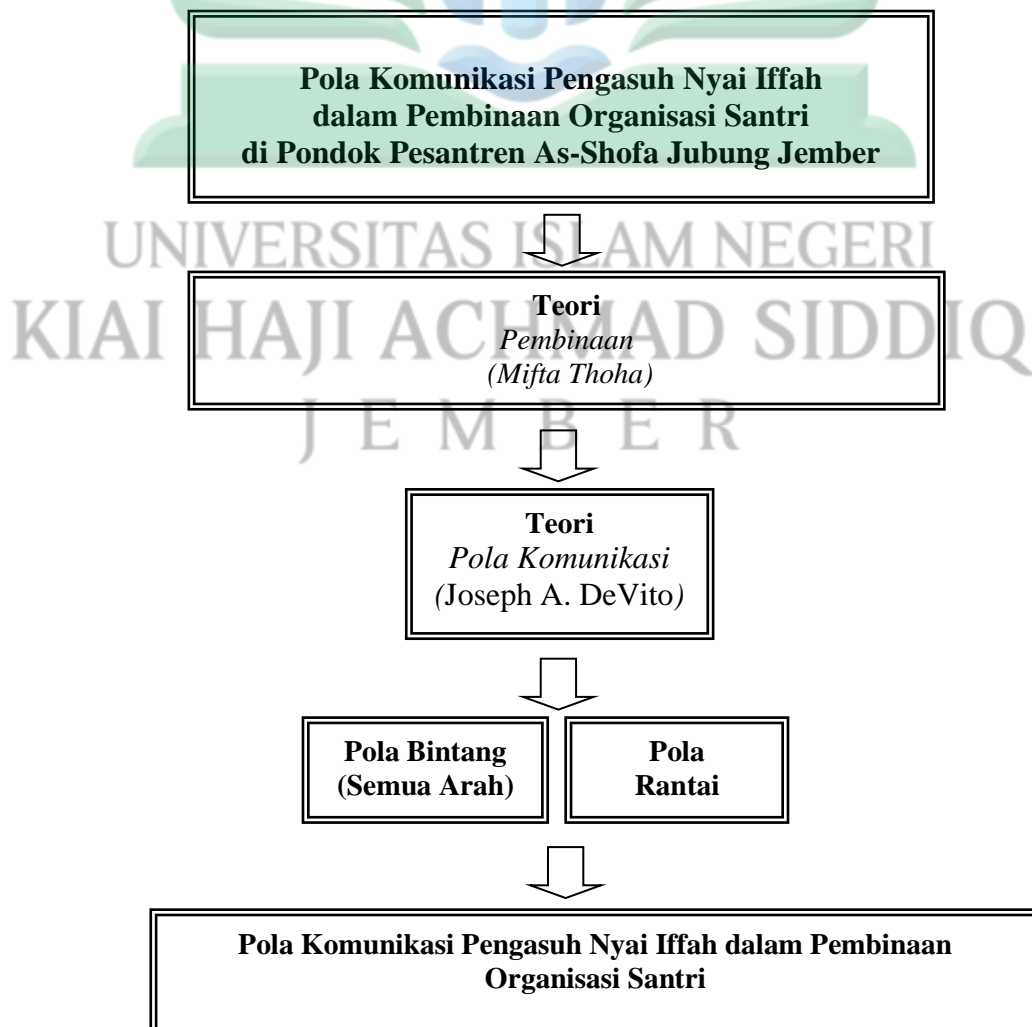 Pola Komunikasi Pengasuh Nyai Iffah
dalam Pembinaan Organisasi Santri
di Pondok Pesantren As-Shofa Jubung Jember
UNIVERSITAS ISLAM NEGERI
Teori
KIAI HAJI ACHMAD SIDDIQ
Pembinaan
(Mifta Thoha)
JEMBER
Teori
Pola Komunikasi
(Joseph A. DeVito)
Pola Bintang
(Semua Arah)
Pola
Rantai
Pola Komunikasi Pengasuh Nyai Iffah dalam Pembinaan
Organisasi Santri